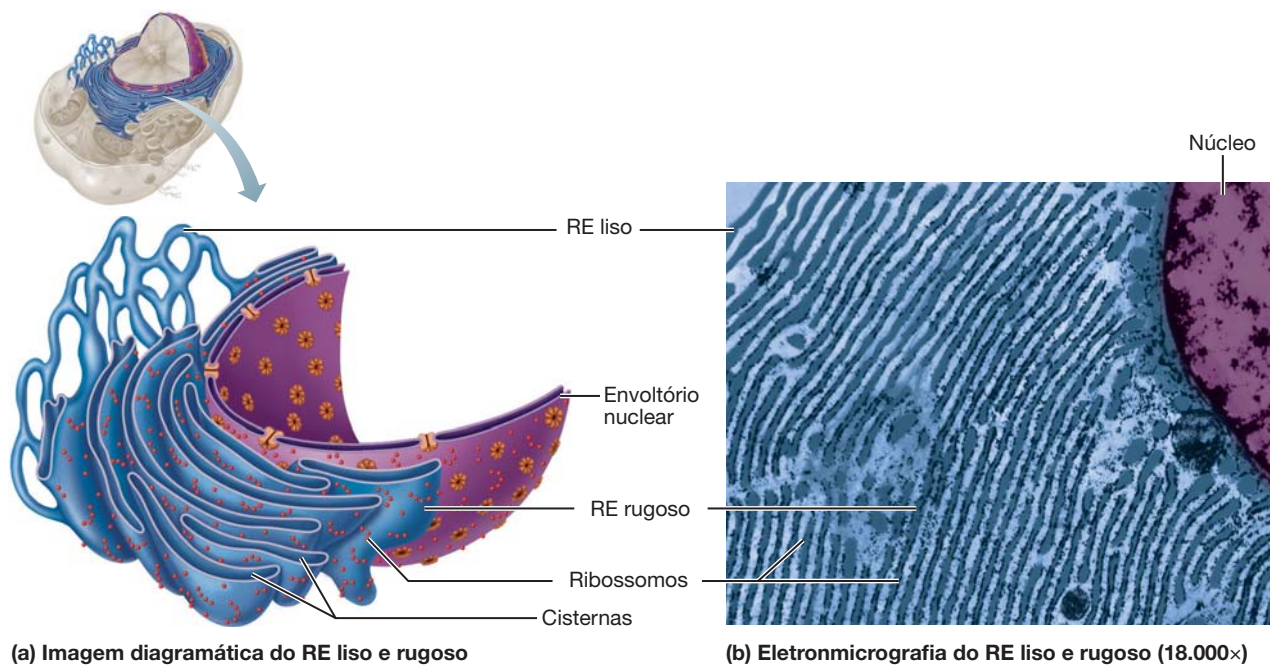 Núcleo
RE liso
Envoltório
nuclear
RE rugoso
Ribossomos
Cisternas
(a) Imagem diagramática do RE liso e rugoso
(b) Eletronmicrografia do RE liso e rugoso (18.000×)